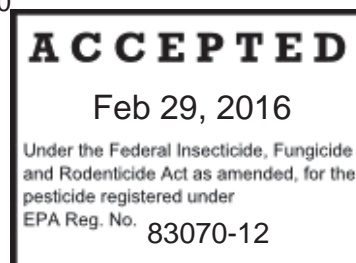 ACCEPTED
Feb 29, 2016
Under the Federal Insecticide, Fungicide
and Rodenticide Act as amended, for the
pesticide registered under
EPA Reg. No. 83070-12